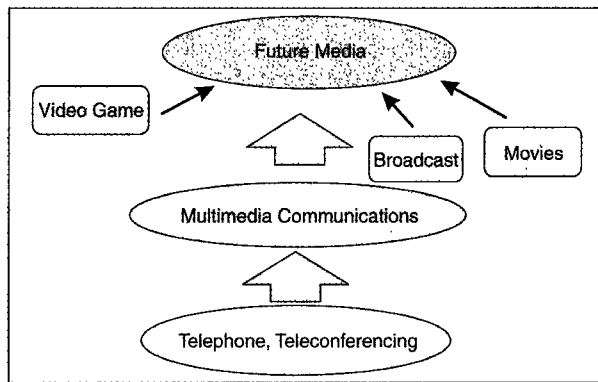 Future Media
Video Game
Broadcast
Movies
Multimedia Communications
Telephone, Teleconferencing